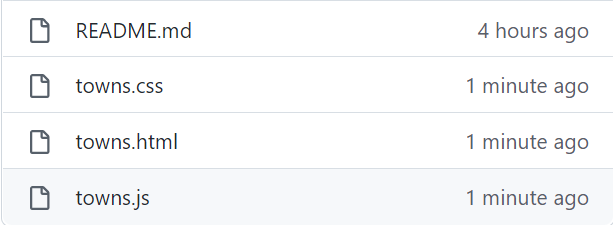 README.md 4 hours ago
towns.css 1 minute ago
towns.html 1 minute ago
towns.js 1 minute ago